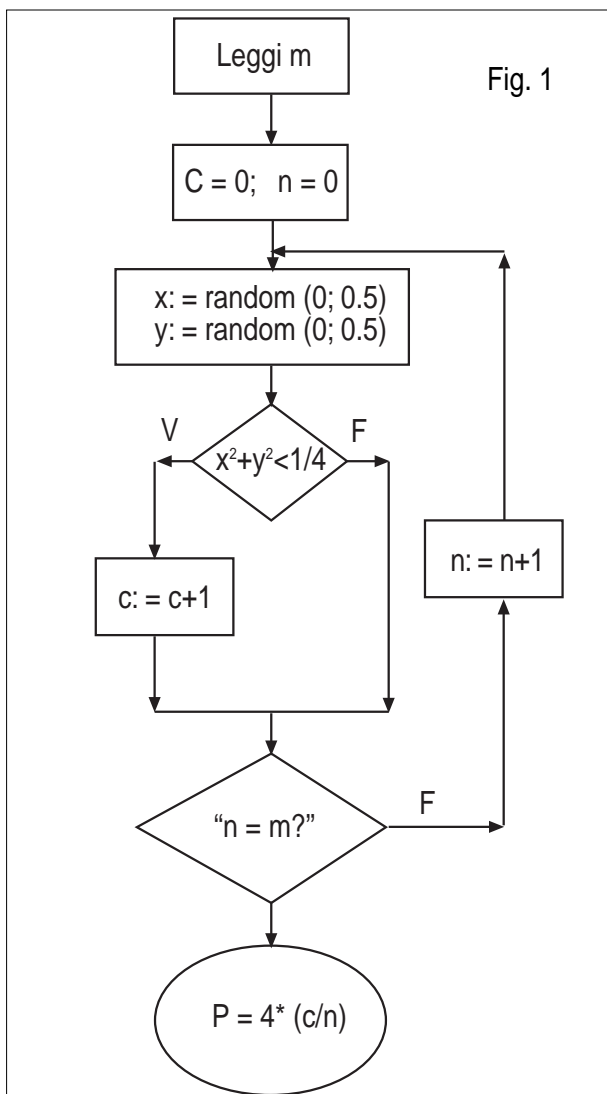 Leggi m
Fig. 1
C = 0; n = 0
x: = random (0; 0.5)
y: = random (0; 0.5)
V
F
x²+y²<1/4
n: = n+1
c: = c+1
F
“n = m?”
P = 4* (c/n)